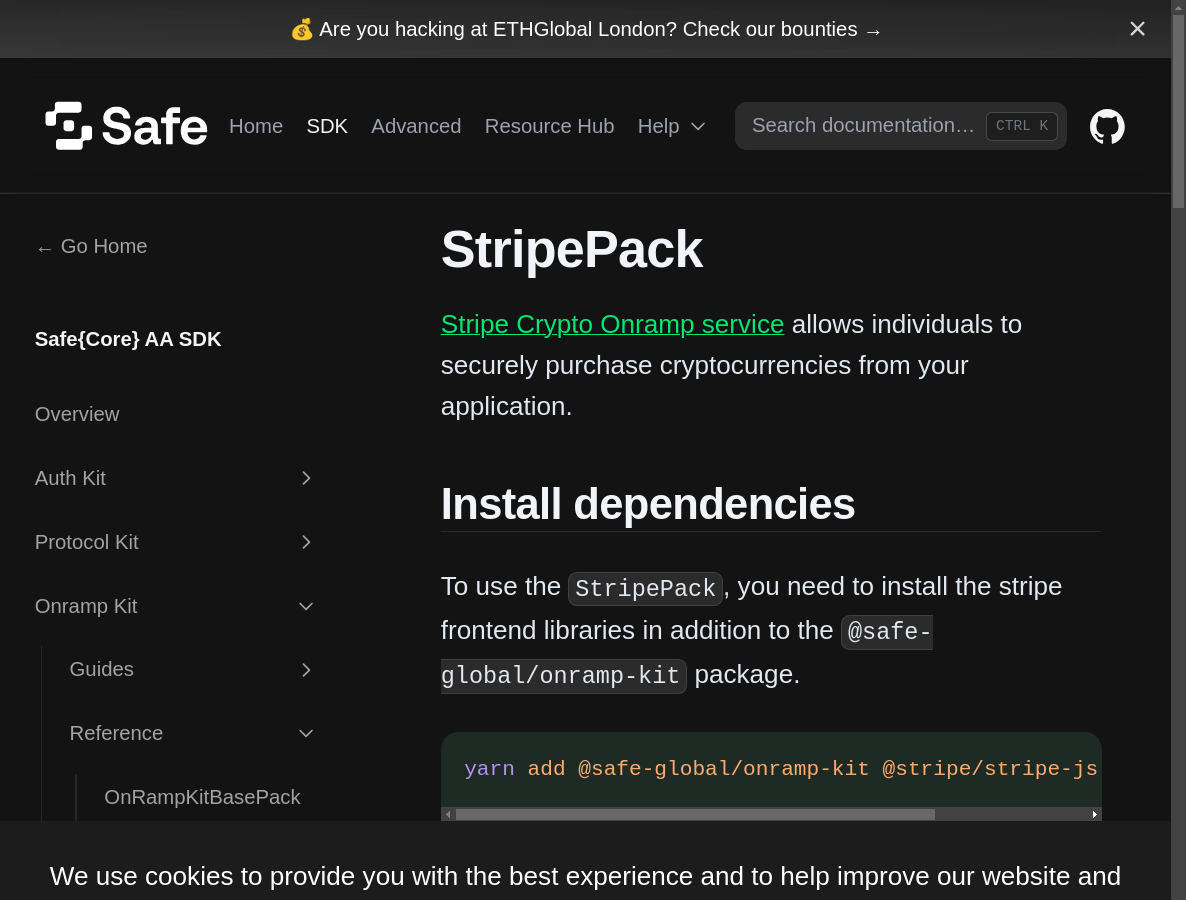 💰 Are you hacking at ETHGlobal London? Check our bounties →
Safe Home SDK Advanced Resource Hub Help Search documentation… CTRL K
← Go Home
Safe{Core} AA SDK
Overview
Auth Kit
Protocol Kit
Onramp Kit
Guides
Reference
OnRampKitBasePack
StripePack
Stripe Crypto Onramp service allows individuals to
securely purchase cryptocurrencies from your
application.
Install dependencies
To use the StripePack, you need to install the stripe
frontend libraries in addition to the @safe-
global/onramp-kit package.
yarn add @safe-global/onramp-kit @stripe/stripe-js
We use cookies to provide you with the best experience and to help improve our website and